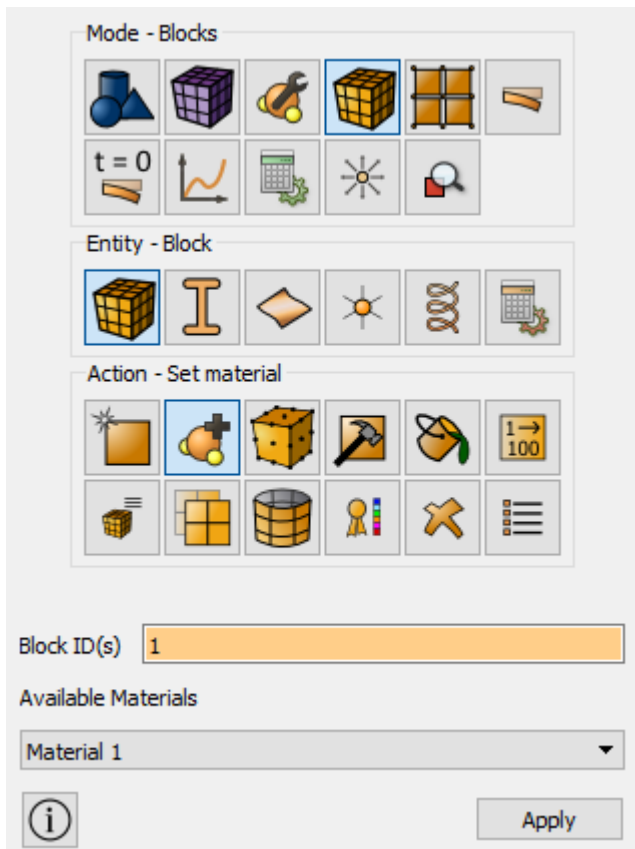 Mode - Blocks
t = 0
Entity - Block
Action - Set material
1→
100
Block ID(s) 1
Available Materials
Material 1
i
Apply